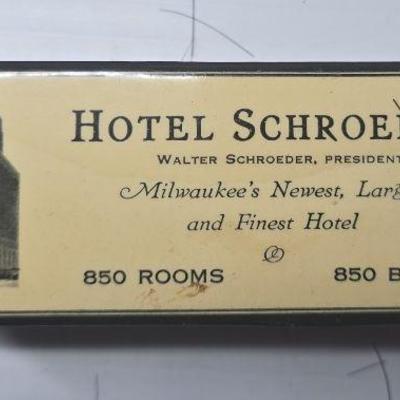 HOTEL SCHROE
WALTER SCHROEDER, PRESIDENT
Milwaukee's Newest, Larg
and Finest Hotel
850 ROOMS 850 B